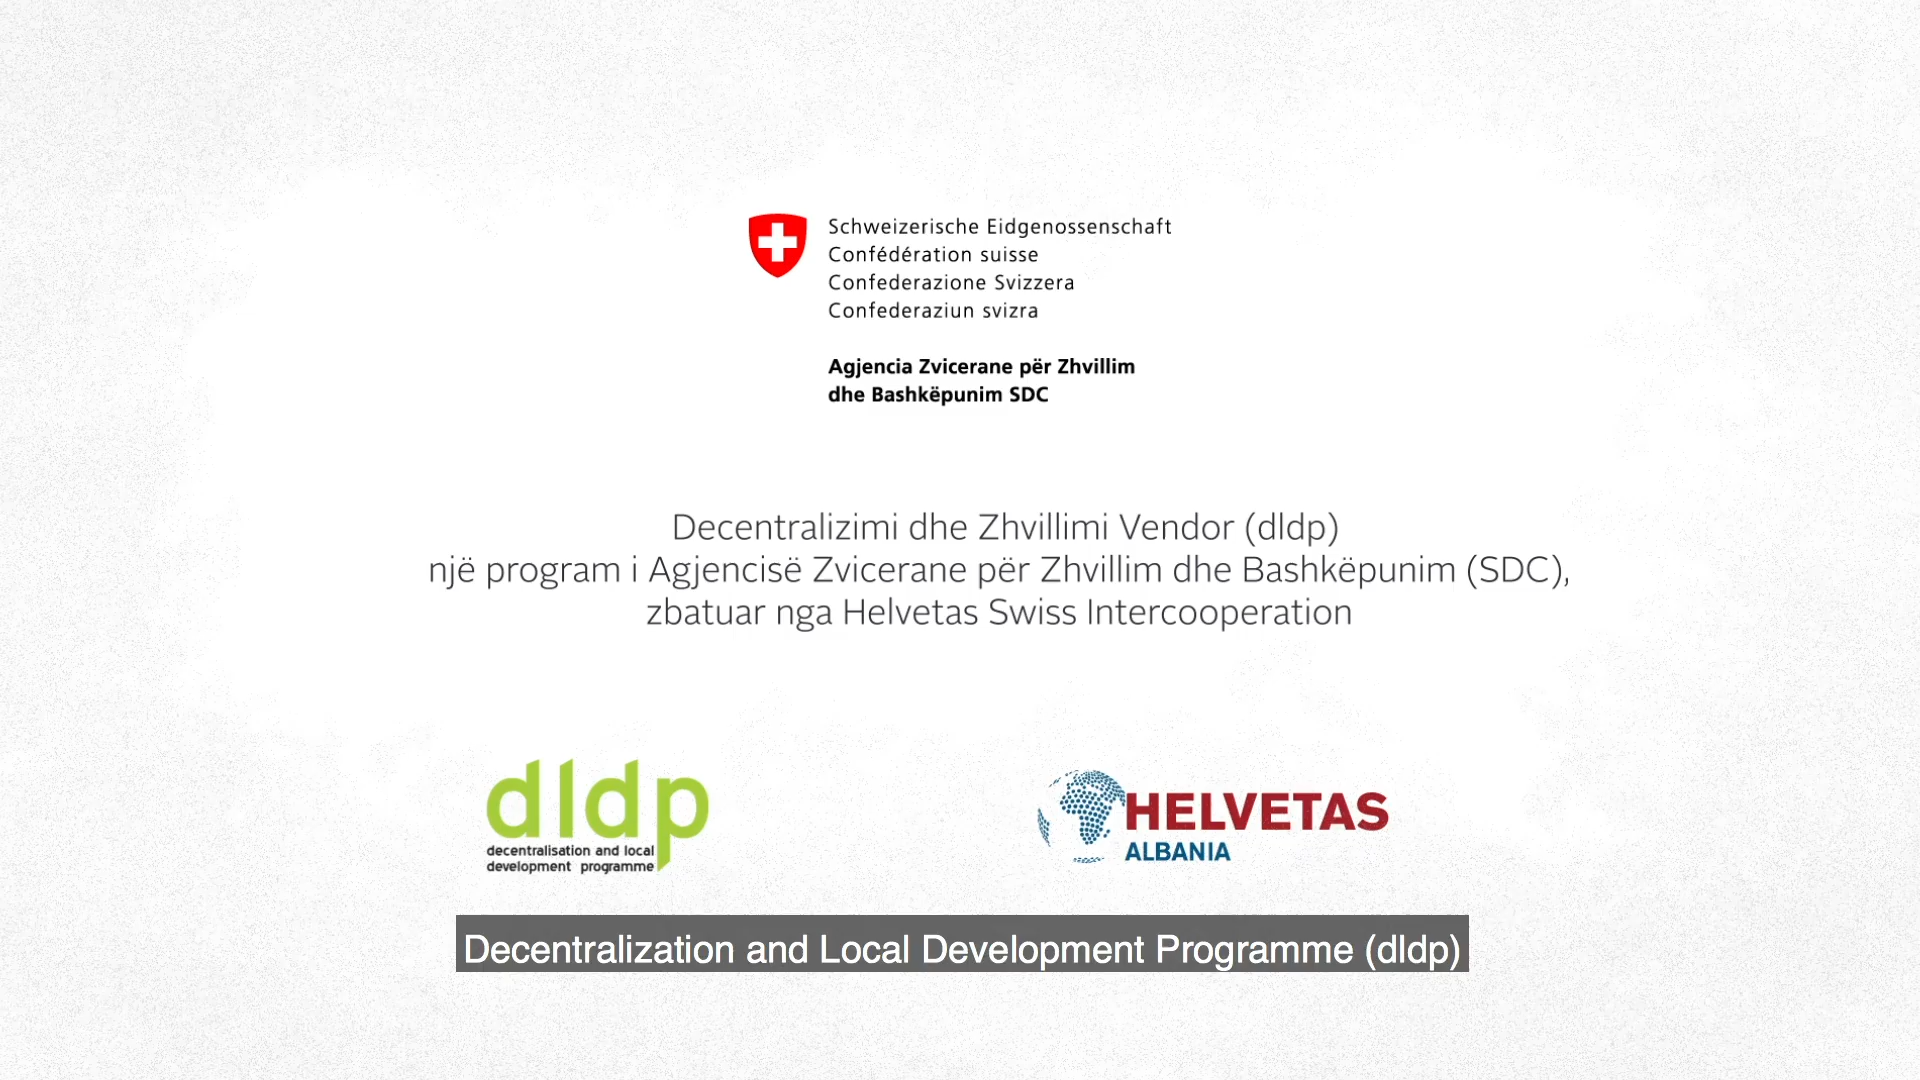 Schweizerische Eidgenossenschaft
Confédération suisse
Confederazione Svizzera
Confederaziun svizra
Agjencia Zvicerane për Zhvillim
dhe Bashkëpunim SDC
Decentralizimi dhe Zhvillimi Vendor (dldp)
një program i Agjencisë Zvicerane për Zhvillim dhe Bashkëpunim (SDC),
zbatuar nga Helvetas Swiss Intercooperation
dldp
decentralisation and local
development programme
HELVETAS
ALBANIA
Decentralization and Local Development Programme (dldp)